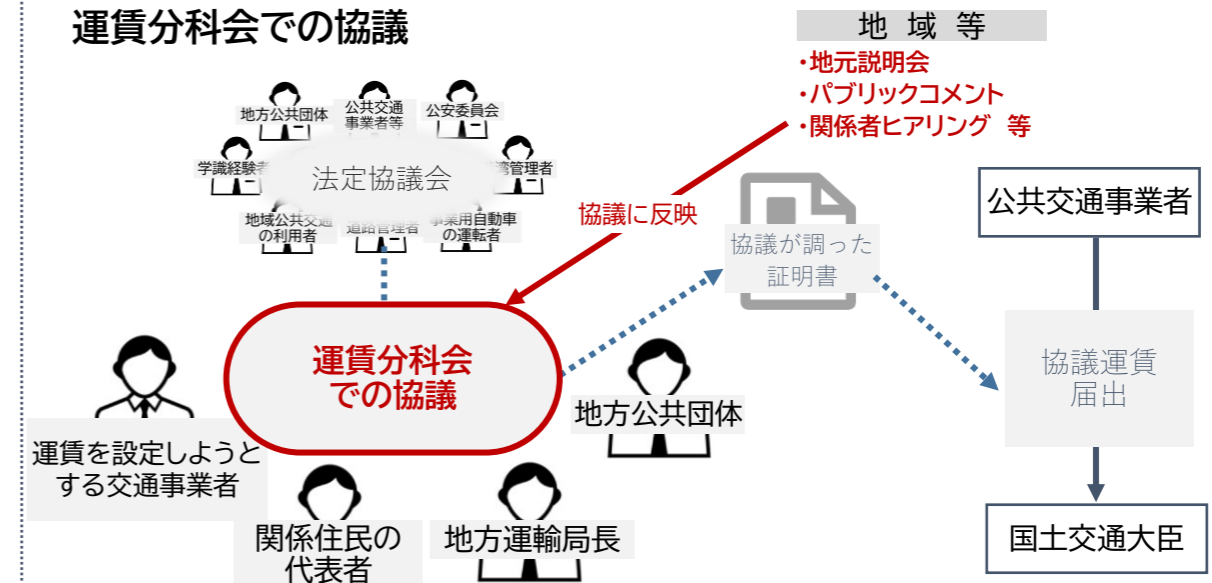 運賃分科会での協議
地域等
・地元説明会
・パブリックコメント
・関係者ヒアリング 等
地方公共団体
公共交通
事業者等
公安委員会
学識経験者
法定協議会
湾管理者
地域公共交通
の利用者
道路管理者
事業用自動車
の運転者
協議に反映
協議が調った
証明書
公共交通事業者
運賃分科会
での協議
協議運賃
届出
地方公共団体
運賃を設定しようと
する交通事業者
関係住民の
代表者
地方運輸局長
国土交通大臣